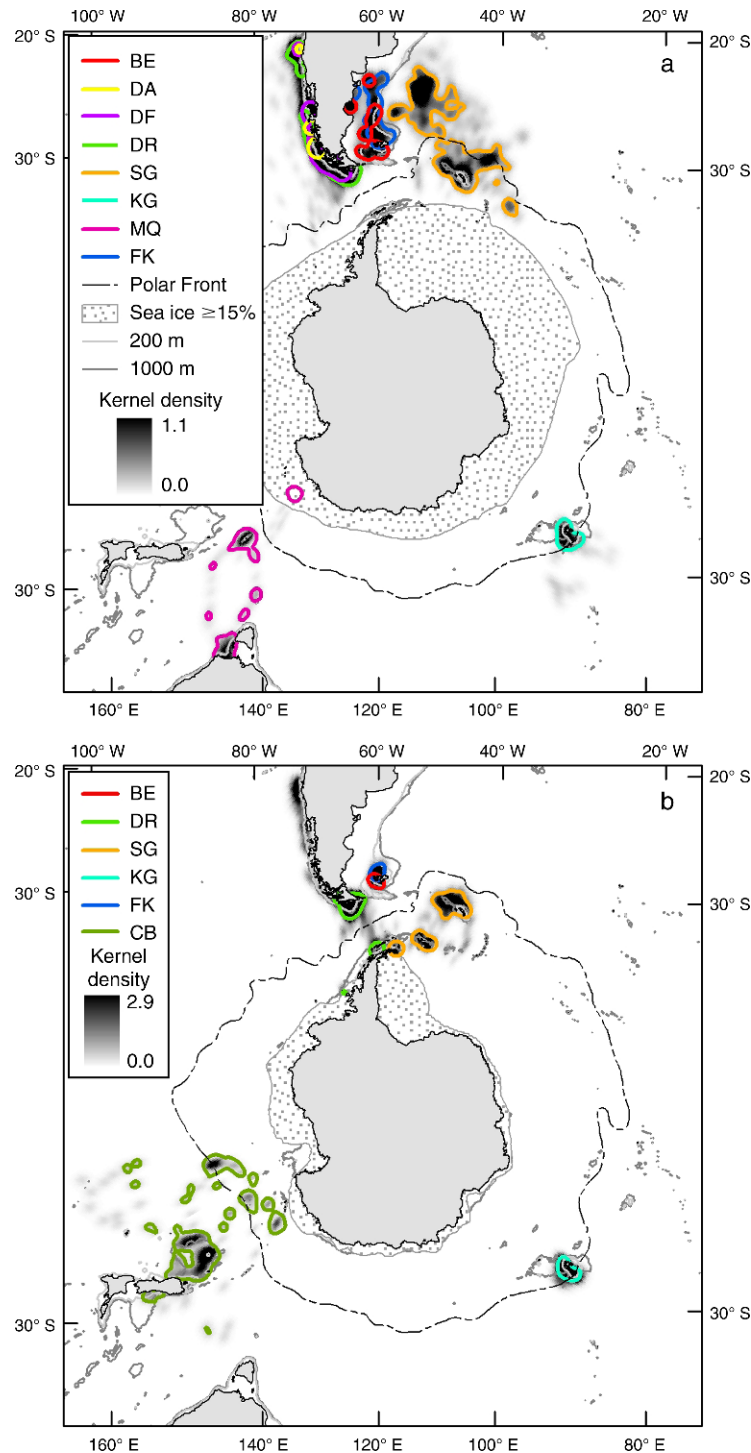 100° W 80° W 60° W 40° W 20° W
20° S 20° S
a
BE
DA
DF
DR
SG
KG
MQ
FK
Polar Front
Sea ice ≥15%
200 m
1000 m
Kernel density
1.1
0.0
30° S 30° S
30° S 30° S
160° E 140° E 120° E 100° E 80° E
100° W 80° W 60° W 40° W 20° W
20° S 20° S
b
BE
DR
SG
KG
FK
CB
Kernel
density
2.9
0.0
30° S 30° S
30° S 30° S
160° E 140° E 120° E 100° E 80° E